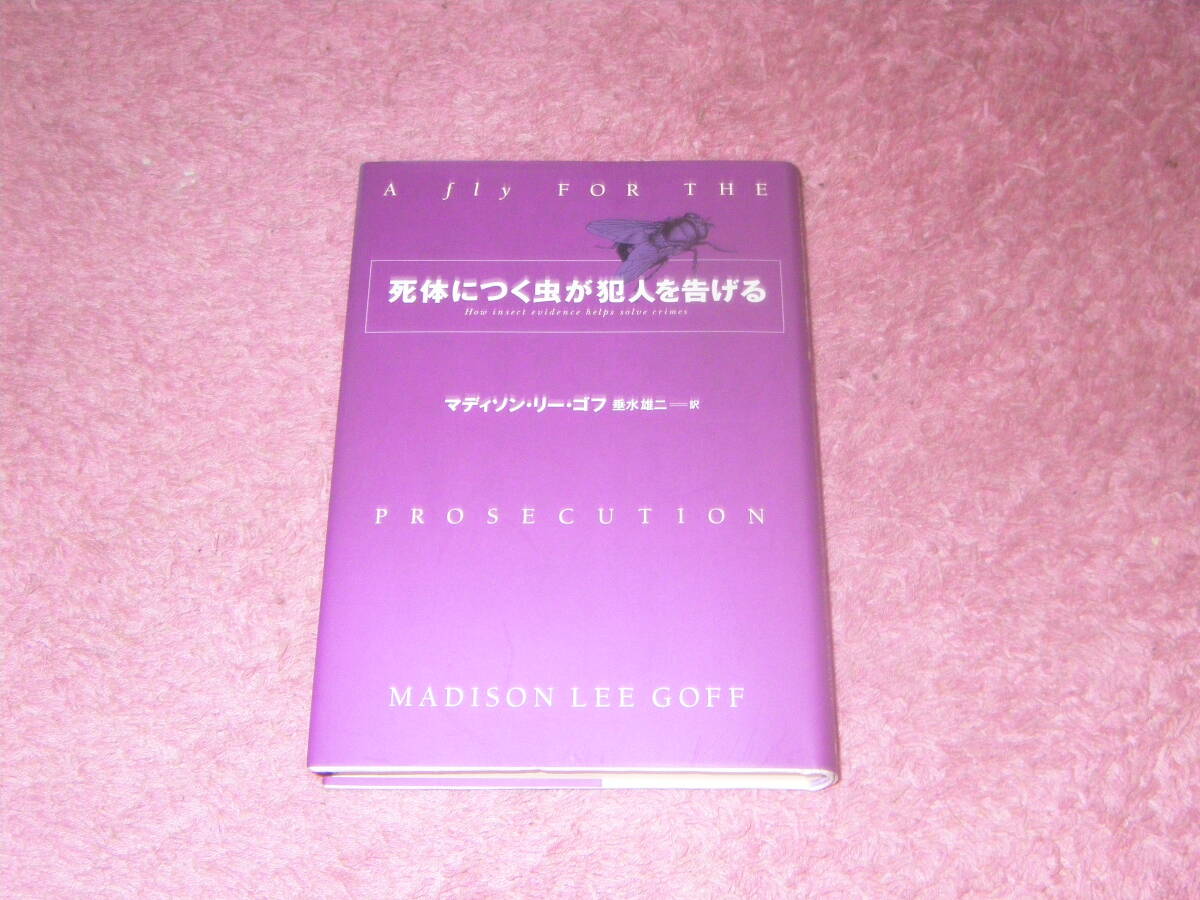 A fly FOR THE
死体につく虫が犯人を告げる
How insect evidence helps solve crimes
マディソン・リー・ゴフ 垂水雄二──訳
PROSECUTION
MADISON LEE GOFF